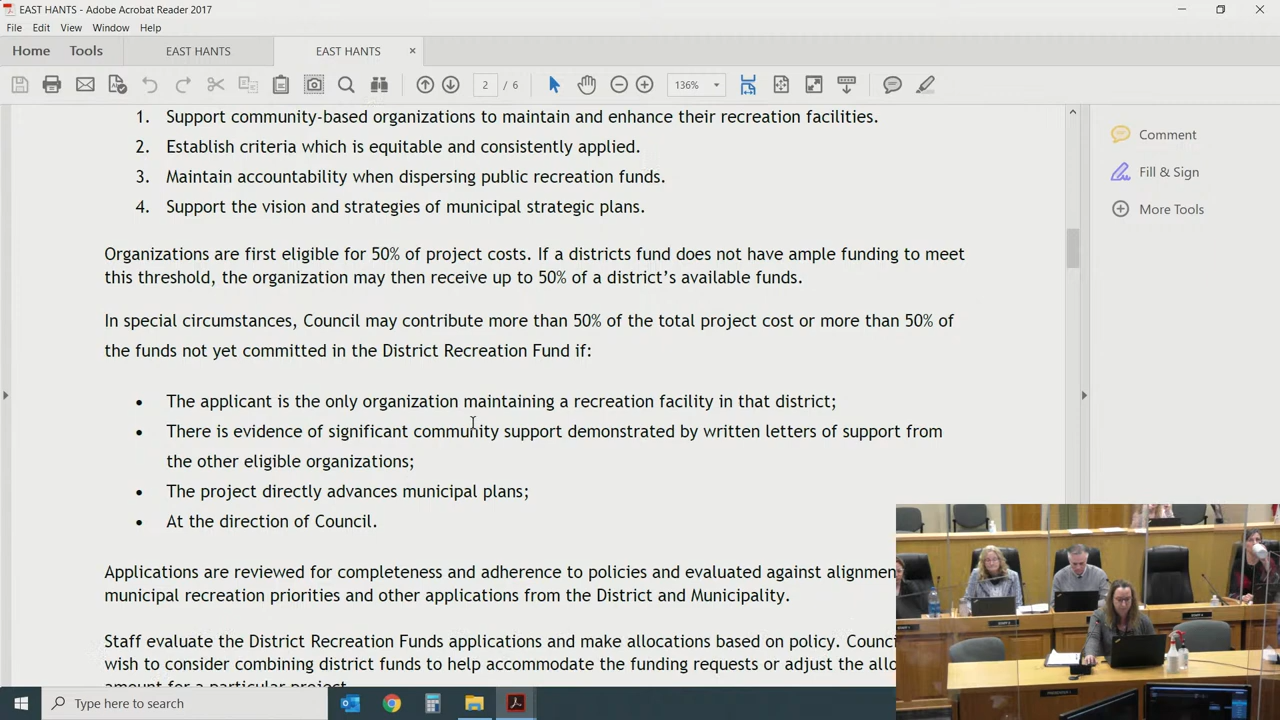 EAST HANTS - Adobe Acrobat Reader 2017
File Edit View Window Help
Home Tools EAST HANTS EAST HANTS ×
2 / 6 136%
1. Support community-based organizations to maintain and enhance their recreation facilities.
2. Establish criteria which is equitable and consistently applied.
3. Maintain accountability when dispersing public recreation funds.
4. Support the vision and strategies of municipal strategic plans.
Organizations are first eligible for 50% of project costs. If a districts fund does not have ample funding to meet
this threshold, the organization may then receive up to 50% of a district’s available funds.
In special circumstances, Council may contribute more than 50% of the total project cost or more than 50% of
the funds not yet committed in the District Recreation Fund if:
• The applicant is the only organization maintaining a recreation facility in that district;
• There is evidence of significant community support demonstrated by written letters of support from
the other eligible organizations;
• The project directly advances municipal plans;
• At the direction of Council.
Applications are reviewed for completeness and adherence to policies and evaluated against alignmen
municipal recreation priorities and other applications from the District and Municipality.
Staff evaluate the District Recreation Funds applications and make allocations based on policy. Counci
wish to consider combining district funds to help accommodate the funding requests or adjust the allo
amount for a particular project
Comment
Fill & Sign
More Tools
Type here to search